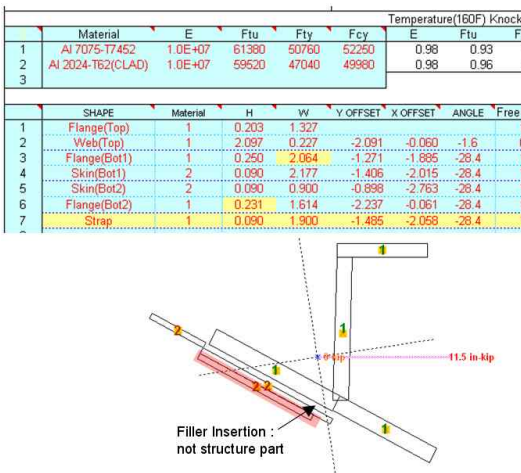 Temperature(160F) Knock
Material E Ftu Fty Fcy E Ftu F
1 Al 7075-T7452 1.0E+07 61380 50760 52250 0.98 0.93
2 Al 2024-T62(CLAD) 1.0E+07 59520 47040 49980 0.98 0.96
3
SHAPE Material H W Y OFFSET X OFFSET ANGLE Free
1 Flange(Top) 1 0.203 1.327
2 Web(Top) 1 2.097 0.227 -2.091 -0.060 -1.6
3 Flange(Bot1) 1 0.250 2.064 -1.271 -1.885 -28.4
4 Skin(Bot1) 2 0.090 2.177 -1.406 -2.015 -28.4
5 Skin(Bot2) 2 0.090 0.900 -0.898 -2.763 -28.4
6 Flange(Bot2) 1 0.231 1.614 -2.237 -0.061 -28.4
7 Strap 1 0.090 1.900 -1.485 -2.058 -28.4
1
1
2
11.5 in-kip
1
2 2
1
Filler Insertion :
not structure part